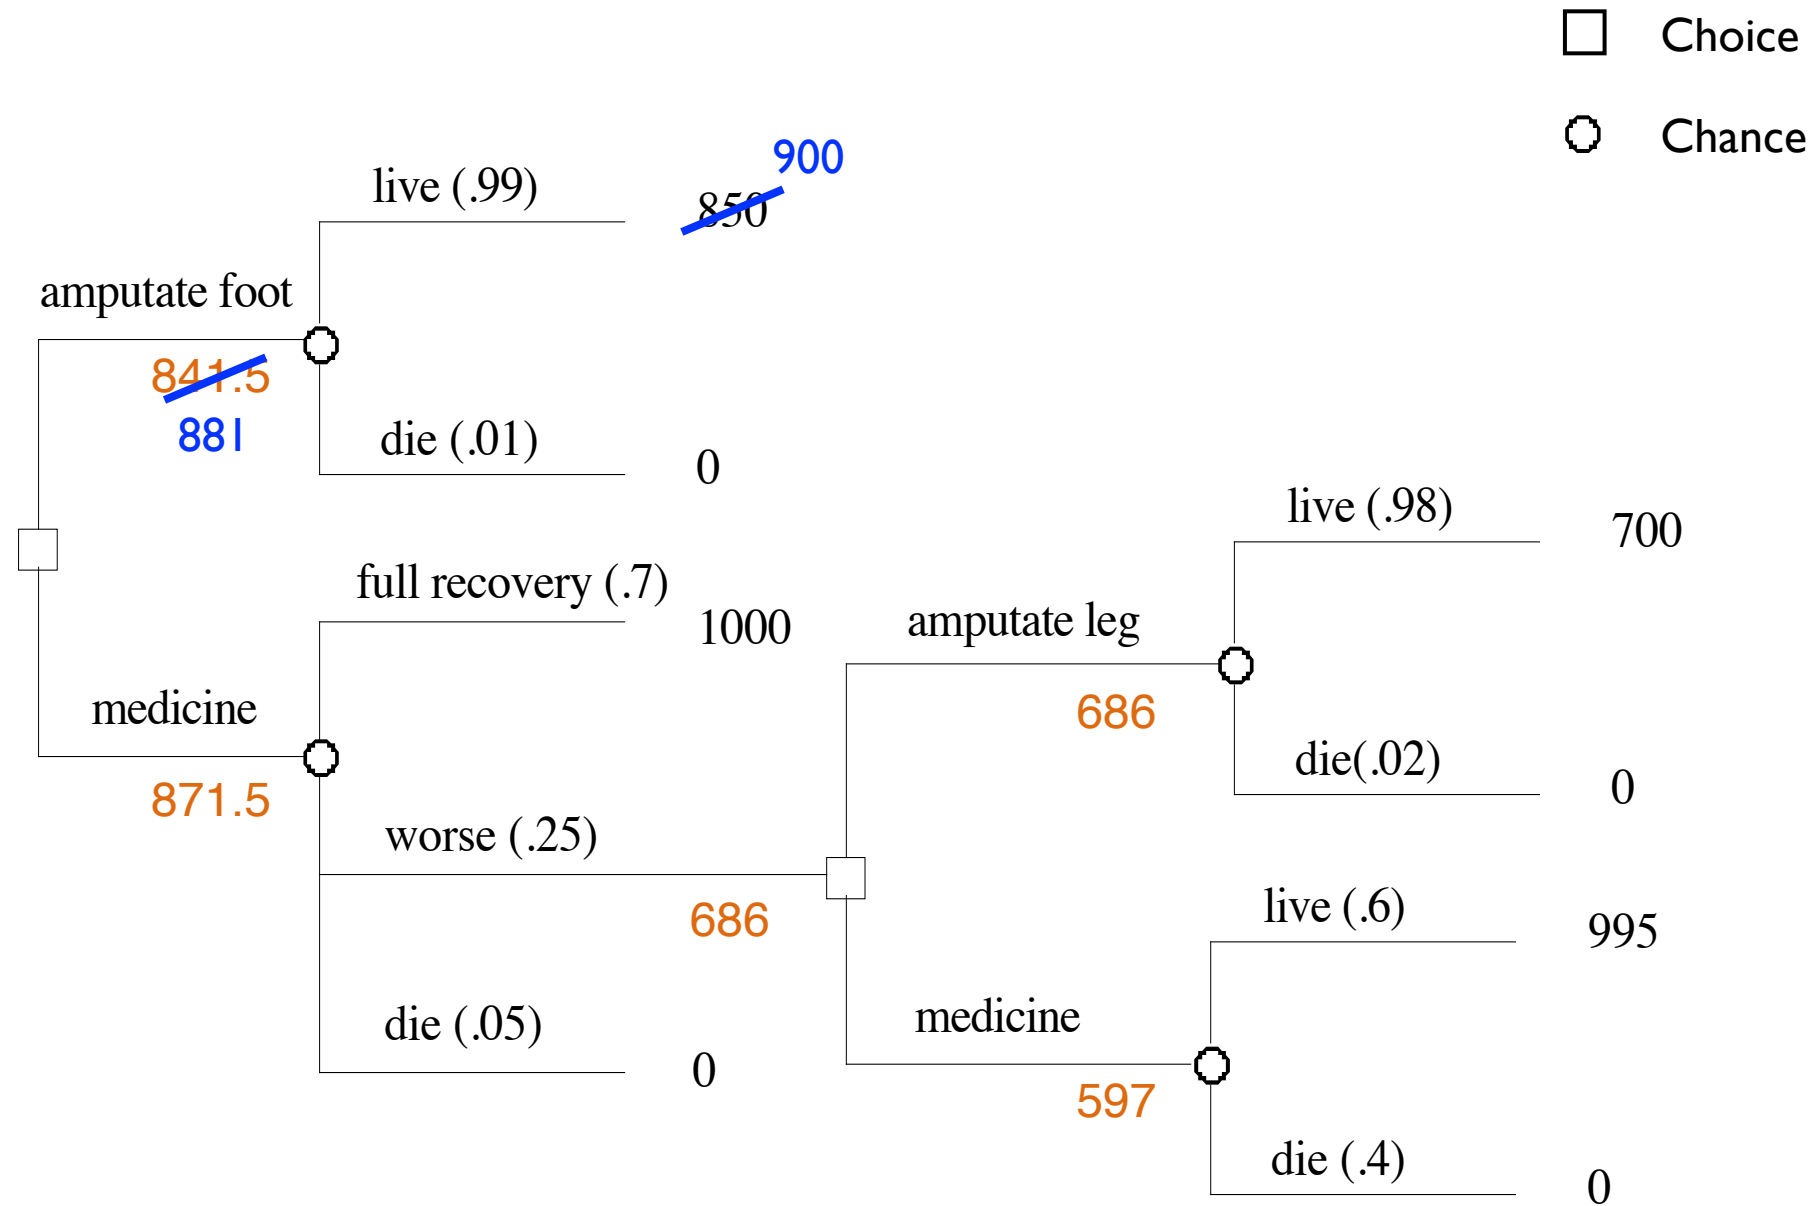 Choice
Chance
900
live (.99)
850
amputate foot
841.5
881
die (.01)
0
live (.98)
700
full recovery (.7)
1000
amputate leg
686
medicine
871.5
die(.02)
0
worse (.25)
686
live (.6)
995
die (.05)
0
medicine
597
die (.4)
0